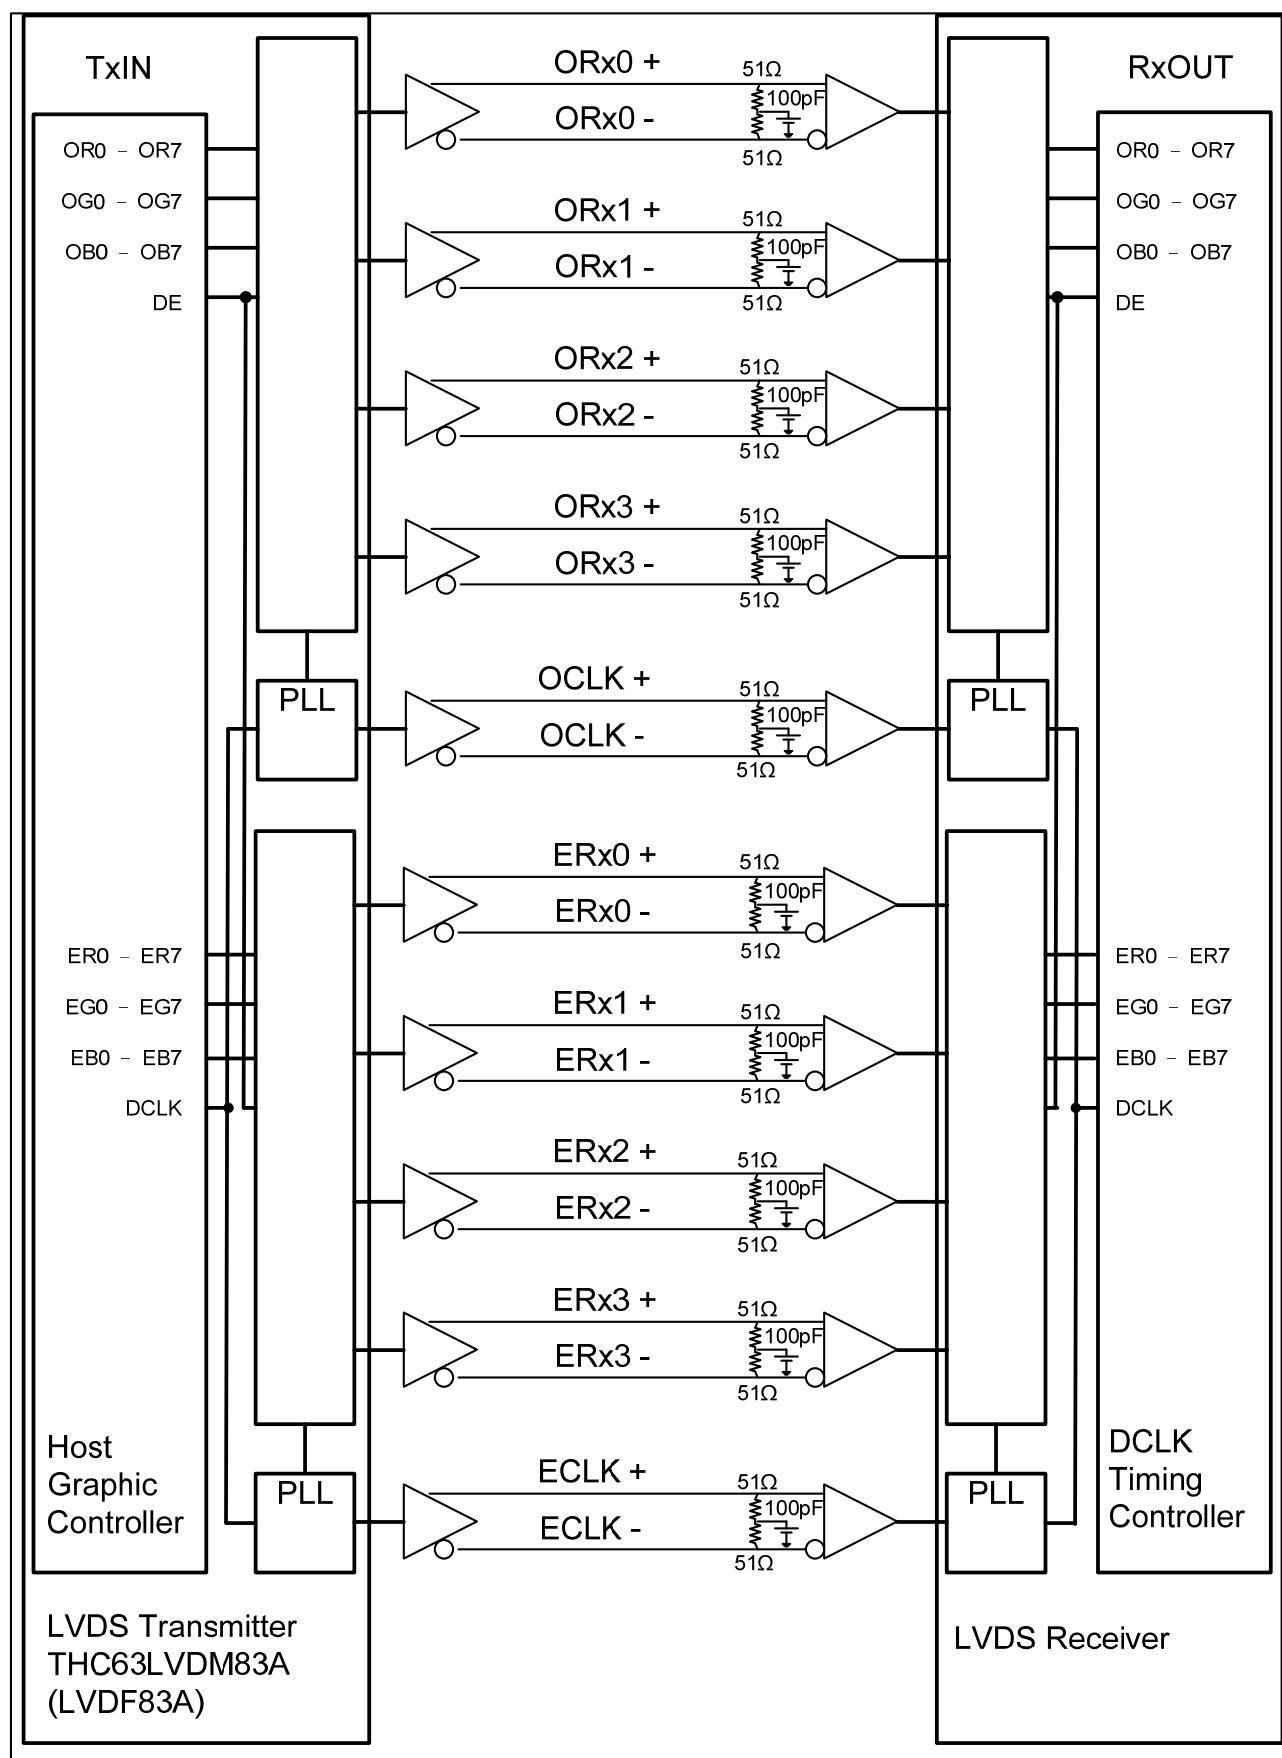 TxIN
OR0 – OR7
OG0 – OG7
OB0 – OB7
DE
ER0 – ER7
EG0 – EG7
EB0 – EB7
DCLK
Host
Graphic
Controller
LVDS Transmitter
THC63LVDM83A
(LVDF83A)
PLL
PLL
ORx0 +
ORx0 -
51Ω
100pF
51Ω
ORx1 +
ORx1 -
51Ω
100pF
51Ω
ORx2 +
ORx2 -
51Ω
100pF
51Ω
ORx3 +
ORx3 -
51Ω
100pF
51Ω
OCLK +
OCLK -
51Ω
100pF
51Ω
ERx0 +
ERx0 -
51Ω
100pF
51Ω
ERx1 +
ERx1 -
51Ω
100pF
51Ω
ERx2 +
ERx2 -
51Ω
100pF
51Ω
ERx3 +
ERx3 -
51Ω
100pF
51Ω
ECLK +
ECLK -
51Ω
100pF
51Ω
PLL
PLL
RxOUT
OR0 – OR7
OG0 – OG7
OB0 – OB7
DE
ER0 – ER7
EG0 – EG7
EB0 – EB7
DCLK
DCLK
Timing
Controller
LVDS Receiver